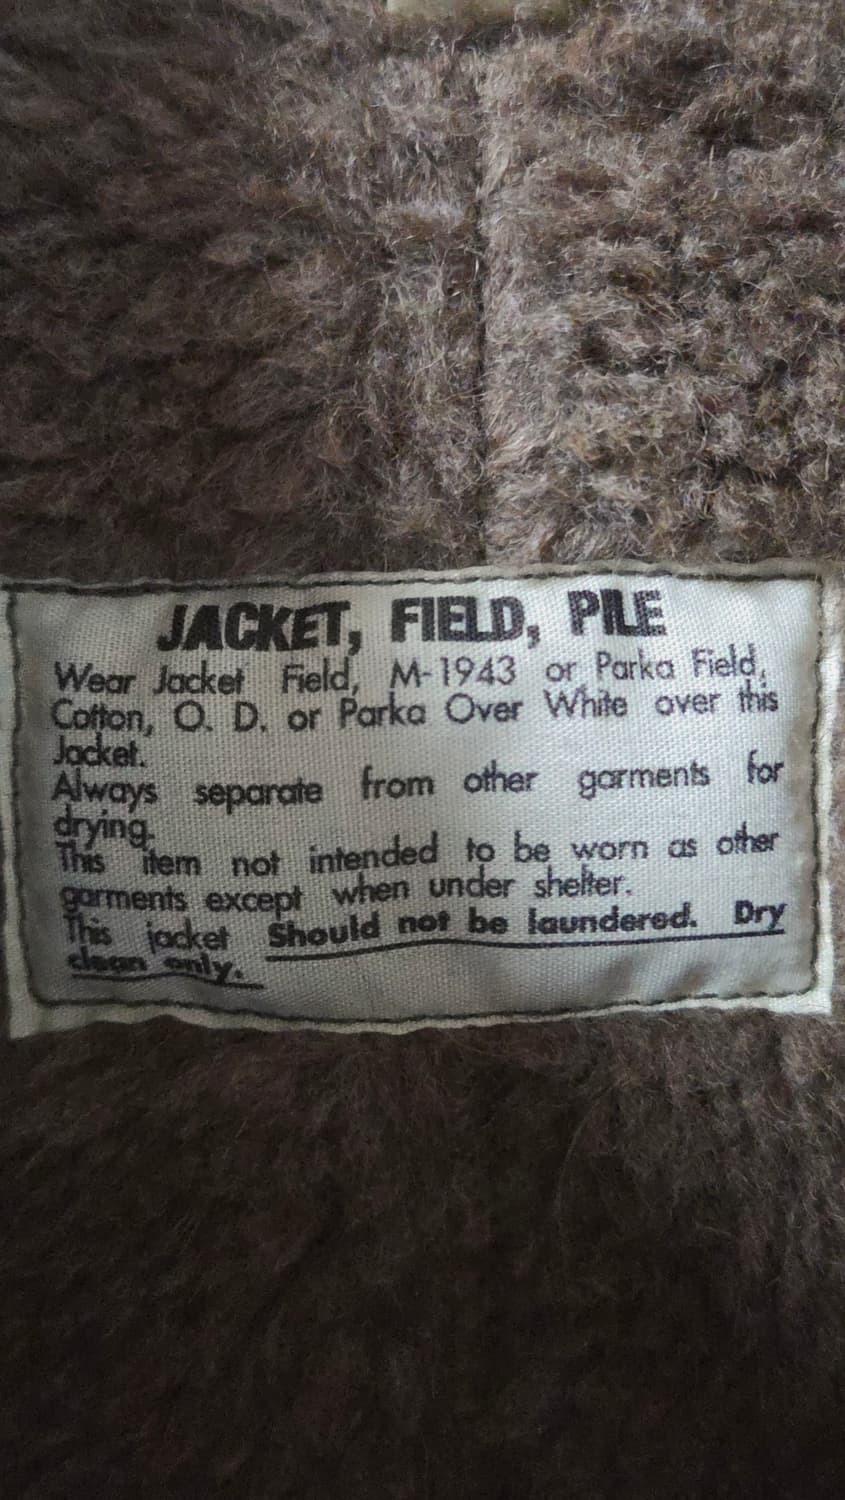 JACKET, FIELD, PILE
Wear Jacket Field, M-1943 or Parka Field,
Cotton, O. D. or Parka Over White over this
Jacket.
Always separate from other garments for
drying.
This item not intended to be worn as other
garments except when under shelter.
This jacket Should not be laundered. Dry
clean only.